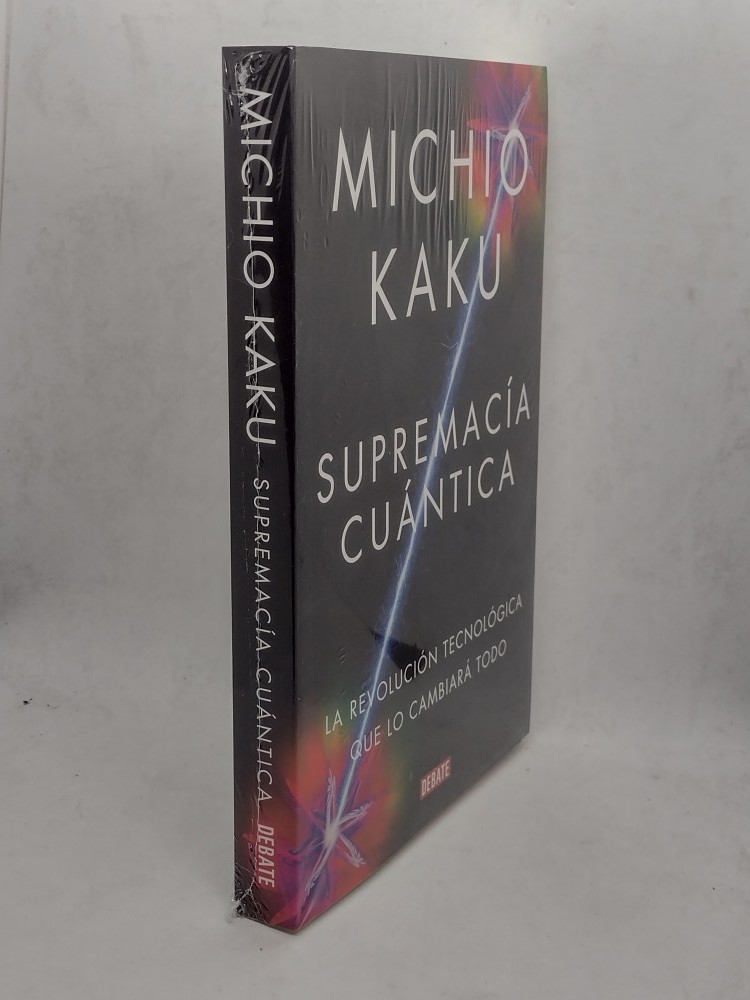 MICHIO KAKU SUPREMACÍA CUÁNTICA DEBATE
MICHIO
KAKU
SUPREMACÍA
CUÁNTICA
LA REVOLUCIÓN TECNOLÓGICA
QUE LO CAMBIARÁ TODO
DEBATE